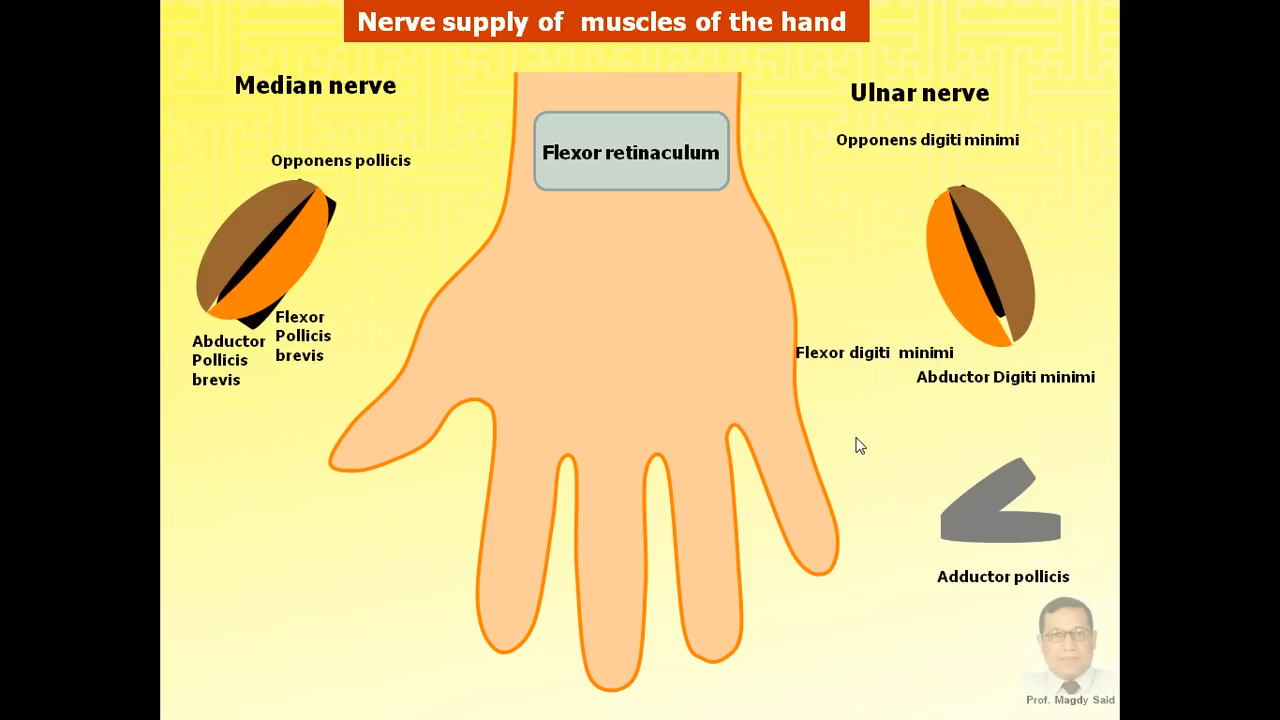 Nerve supply of  muscles of the hand
Median nerve
Ulnar nerve
Opponens pollicis
Opponens digiti minimi
Flexor retinaculum
Abductor
Pollicis
brevis
Flexor
Pollicis
brevis
Flexor digiti  minimi
Abductor Digiti minimi
Adductor pollicis
Prof. Magdy Said